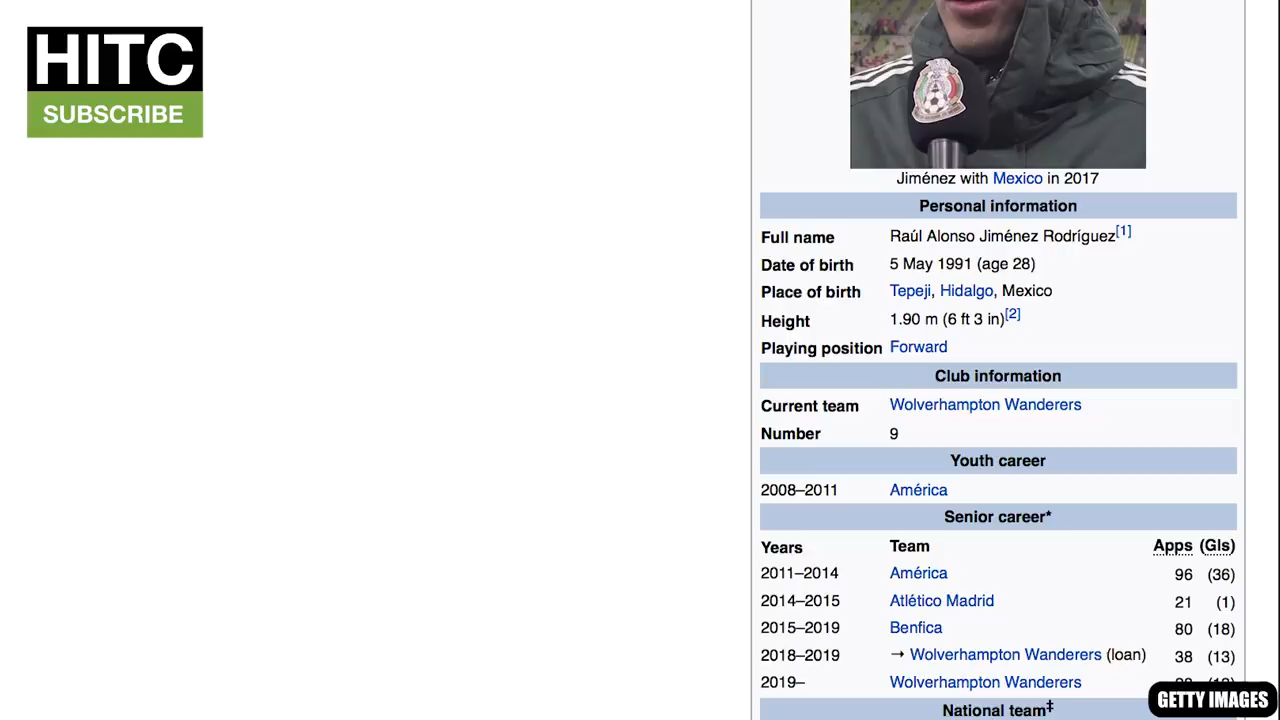 HITC
SUBSCRIBE
Jiménez with Mexico in 2017
Personal information
Full name Raúl Alonso Jiménez Rodríguez[1]
Date of birth 5 May 1991 (age 28)
Place of birth Tepeji, Hidalgo, Mexico
Height 1.90 m (6 ft 3 in)[2]
Playing position Forward
Club information
Current team Wolverhampton Wanderers
Number 9
Youth career
2008–2011 América
Senior career*
Years Team Apps (Gls)
2011–2014 América 96 (36)
2014–2015 Atlético Madrid 21 (1)
2015–2019 Benfica 80 (18)
2018–2019 → Wolverhampton Wanderers (loan) 38 (13)
2019– Wolverhampton Wanderers
GETTY IMAGES
National team‡